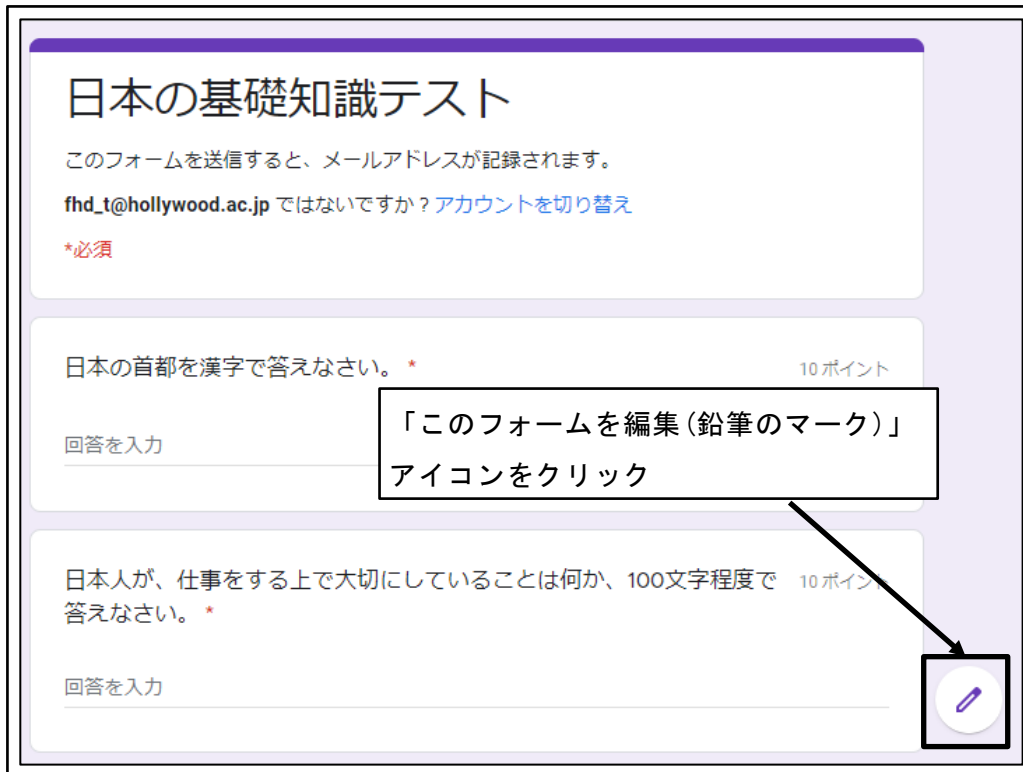 日本の基礎知識テスト
このフォームを送信すると、メールアドレスが記録されます。
fhd_t@hollywood.ac.jp ではないですか？アカウントを切り替え
*必須
日本の首都を漢字で答えなさい。 *
10 ポイント
回答を入力
「このフォームを編集(鉛筆のマーク)」
アイコンをクリック
日本人が、仕事をする上で大切にしていることは何か、100文字程度で
答えなさい。 *
10 ポイント
回答を入力